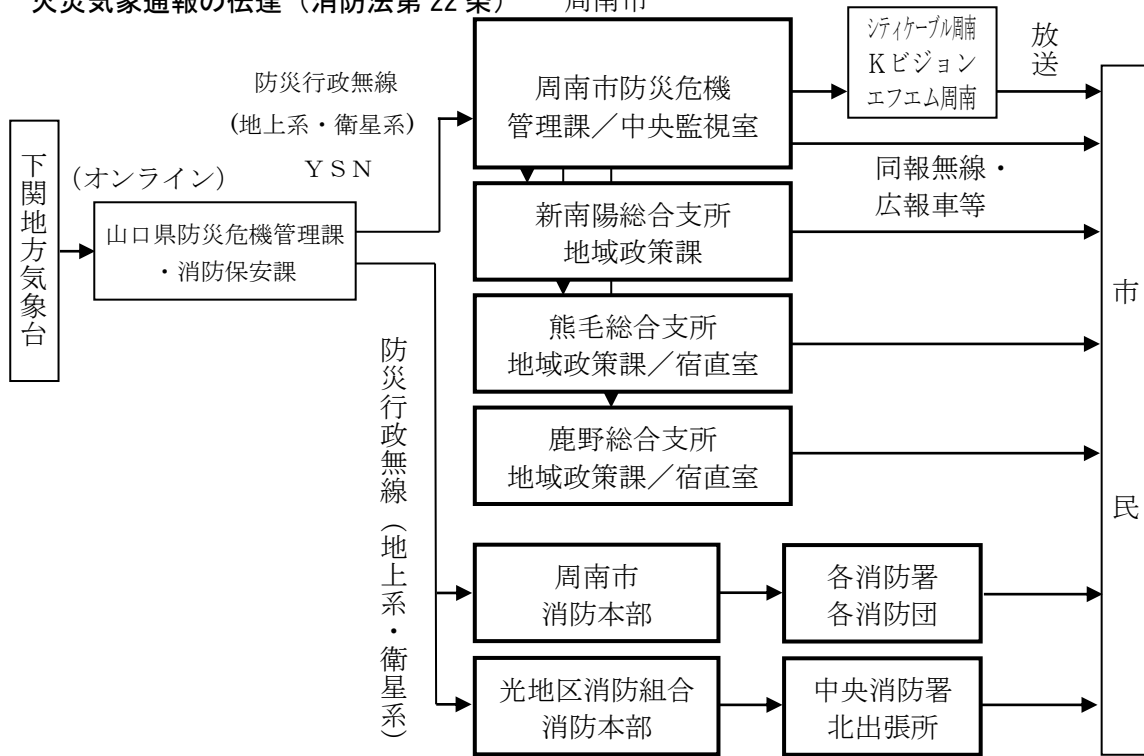 火災気象通報の伝達（消防法第 22 条）
周南市
下関地方気象台
（オンライン）
山口県防災危機管理課
・消防保安課
防災行政無線
(地上系・衛星系)
ＹＳＮ
防災行政無線（地上系・衛星系）
周南市防災危機
管理課／中央監視室
新南陽総合支所
地域政策課
熊毛総合支所
地域政策課／宿直室
鹿野総合支所
地域政策課／宿直室
周南市
消防本部
光地区消防組合
消防本部
シティケーブル周南
Ｋビジョン
エフエム周南
放送
同報無線・
広報車等
各消防署
各消防団
中央消防署
北出張所
市民